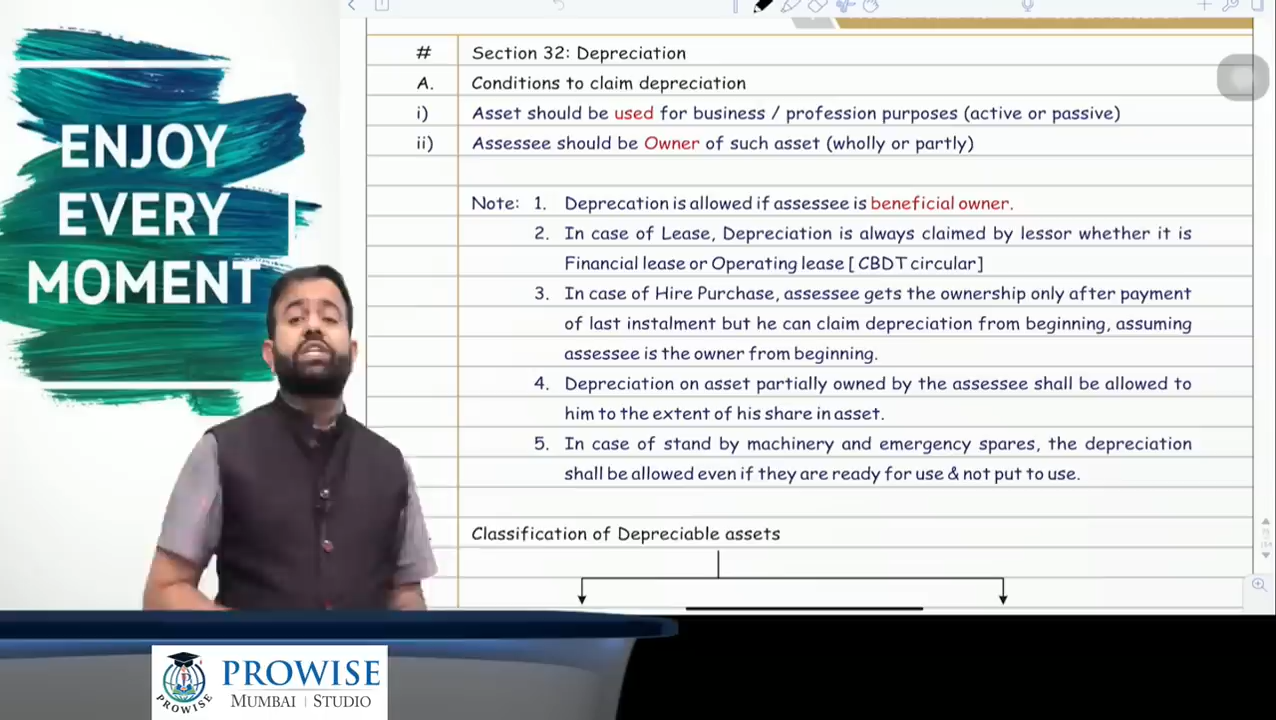 ENJOY
EVERY
MOMENT
# Section 32: Depreciation
A. Conditions to claim depreciation
i) Asset should be used for business / profession purposes (active or passive)
ii) Assessee should be Owner of such asset (wholly or partly)
Note: 1. Deprecation is allowed if assessee is beneficial owner.
2. In case of Lease, Depreciation is always claimed by lessor whether it is
Financial lease or Operating lease [ CBDT circular]
3. In case of Hire Purchase, assessee gets the ownership only after payment
of last instalment but he can claim depreciation from beginning, assuming
assessee is the owner from beginning.
4. Depreciation on asset partially owned by the assessee shall be allowed to
him to the extent of his share in asset.
5. In case of stand by machinery and emergency spares, the depreciation
shall be allowed even if they are ready for use & not put to use.
Classification of Depreciable assets
PROWISE
PROWISE
MUMBAI | STUDIO